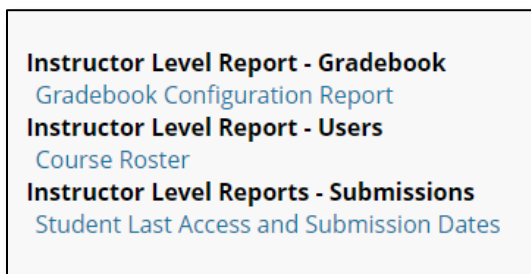 Instructor Level Report - Gradebook
Gradebook Configuration Report
Instructor Level Report - Users
Course Roster
Instructor Level Reports - Submissions
Student Last Access and Submission Dates